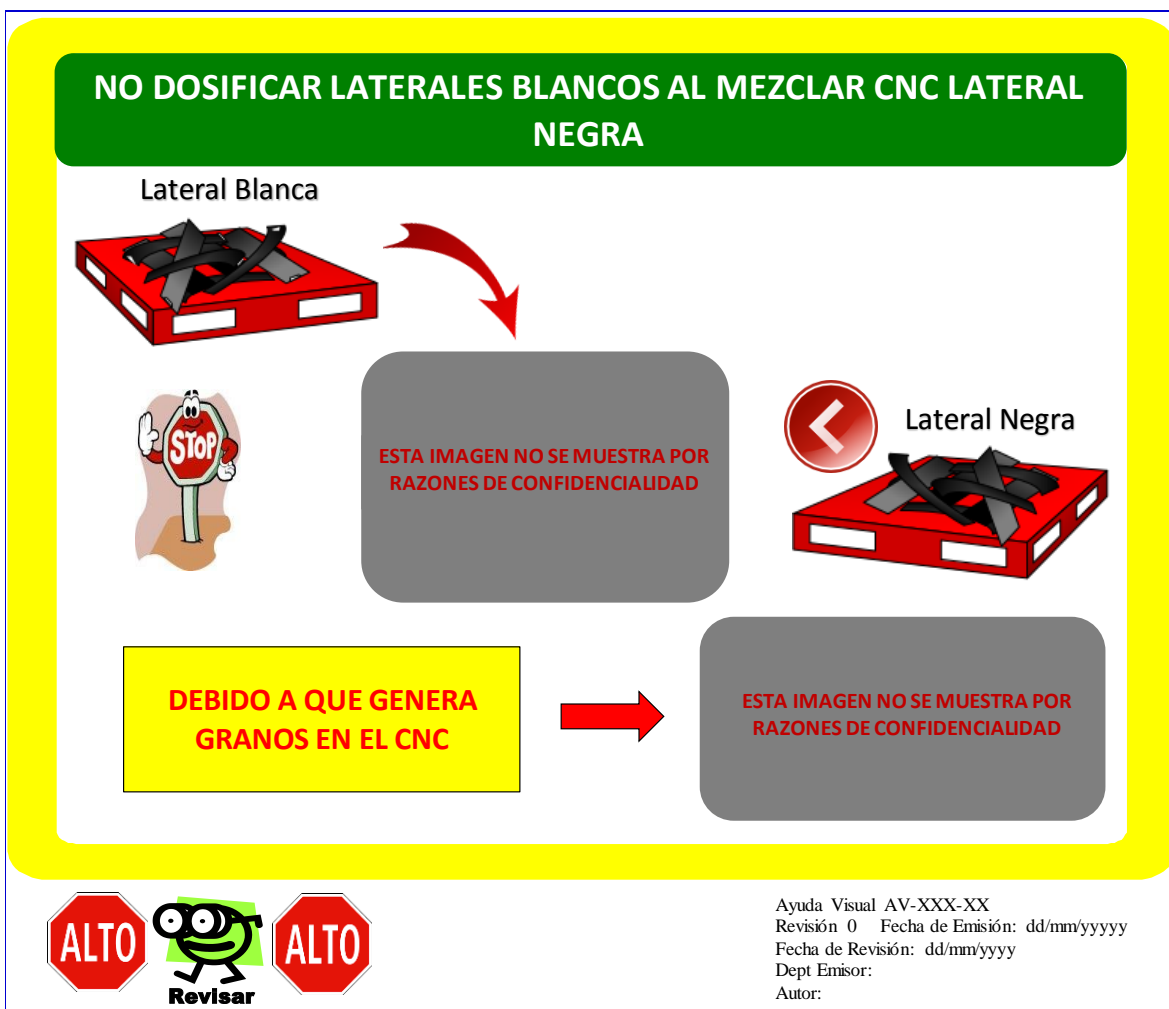 NO DOSIFICAR LATERALES BLANCOS AL MEZCLAR CNC LATERAL
NEGRA
Lateral Blanca
STOP
ESTA IMAGEN NO SE MUESTRA POR
RAZONES DE CONFIDENCIALIDAD
Lateral Negra
DEBIDO A QUE GENERA
GRANOS EN EL CNC
ESTA IMAGEN NO SE MUESTRA POR
RAZONES DE CONFIDENCIALIDAD
ALTO
Revisar
ALTO
Ayuda Visual AV-XXX-XX
Revisión 0 Fecha de Emisión: dd/mm/yyyyy
Fecha de Revisión: dd/mm/yyyy
Dept Emisor:
Autor: